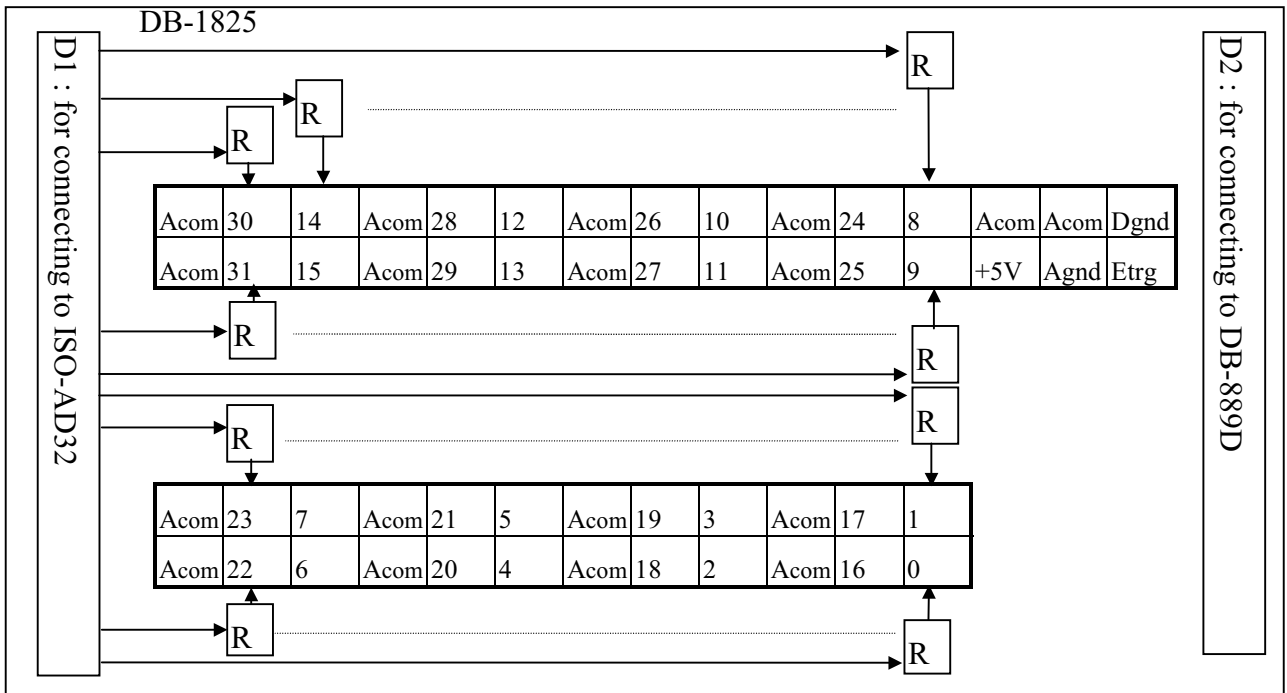 DB-1825
D1 : for connecting to ISO-AD32
D2 : for connecting to DB-889D
R
R
R
Acom 30 14 Acom 28 12 Acom 26 10 Acom 24 8 Acom Acom Dgnd
Acom 31 15 Acom 29 13 Acom 27 11 Acom 25 9 +5V Agnd Etrg
R
R
R
R
Acom 23 7 Acom 21 5 Acom 19 3 Acom 17 1
Acom 22 6 Acom 20 4 Acom 18 2 Acom 16 0
R
R